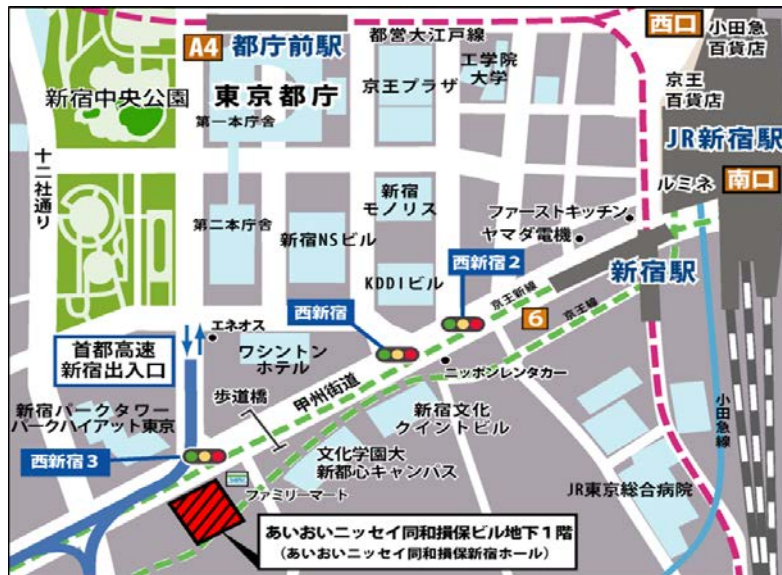 A4
都庁前駅
都営大江戸線
西口
小田急
百貨店
新宿中央公園
東京都庁
京王プラザ
工学院
大学
京王
百貨店
第一本庁舎
JR新宿駅
十二社通り
ルミネ
南口
新宿
モノリス
ファーストキッチン
ヤマダ電機
第二本庁舎
新宿NSビル
新宿駅
西新宿2
KDDIビル
京王新線
西新宿
6
京王線
エネオス
首都高速
新宿出入口
ワシントン
ホテル
ニッポンレンタカー
甲州街道
新宿パークタワー
パークハイアット東京
歩道橋
新宿文化
クイントビル
小田急線
西新宿3
文化学園大
新都心キャンパス
ファミリーマート
JR東京総合病院
あいおいニッセイ同和損保ビル地下1階
(あいおいニッセイ同和損保新宿ホール)